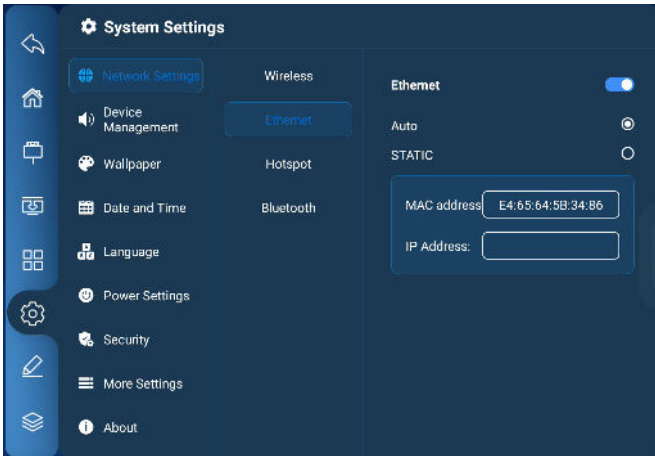 System Settings
Network Settings
Device
Management
Wallpaper
Date and Time
Language
Power Settings
Security
More Settings
About
Wireless
Ethernet
Hotspot
Bluetooth
Ethernet
Auto
STATIC
MAC address E4:65:64:5B:34:86
IP Address: